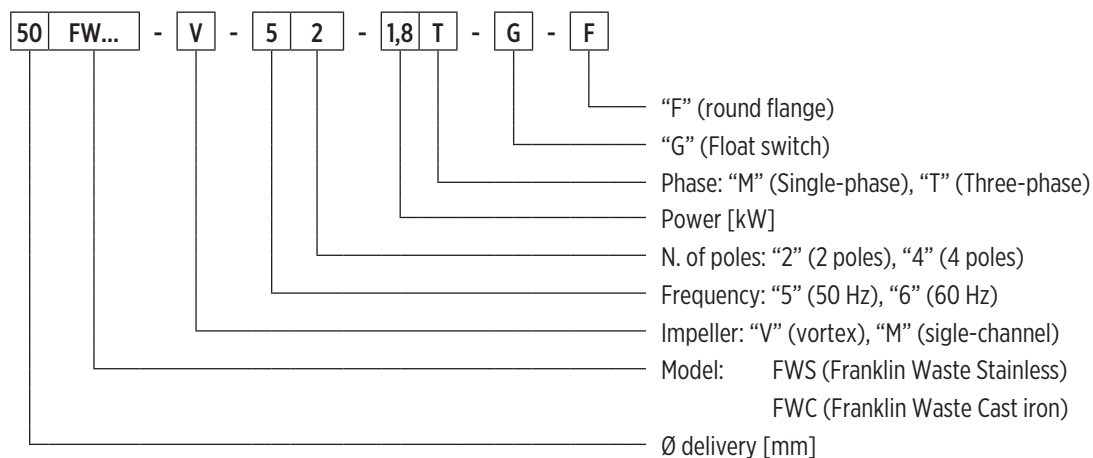 50 FW... - V - 5 2 - 1,8 T - G - F
“F” (round flange)
“G” (Float switch)
Phase: “M” (Single-phase), “T” (Three-phase)
Power [kW]
N. of poles: “2” (2 poles), “4” (4 poles)
Frequency: “5” (50 Hz), “6” (60 Hz)
Impeller: “V” (vortex), “M” (sigle-channel)
Model: FWS (Franklin Waste Stainless)
FWC (Franklin Waste Cast iron)
Ø delivery [mm]